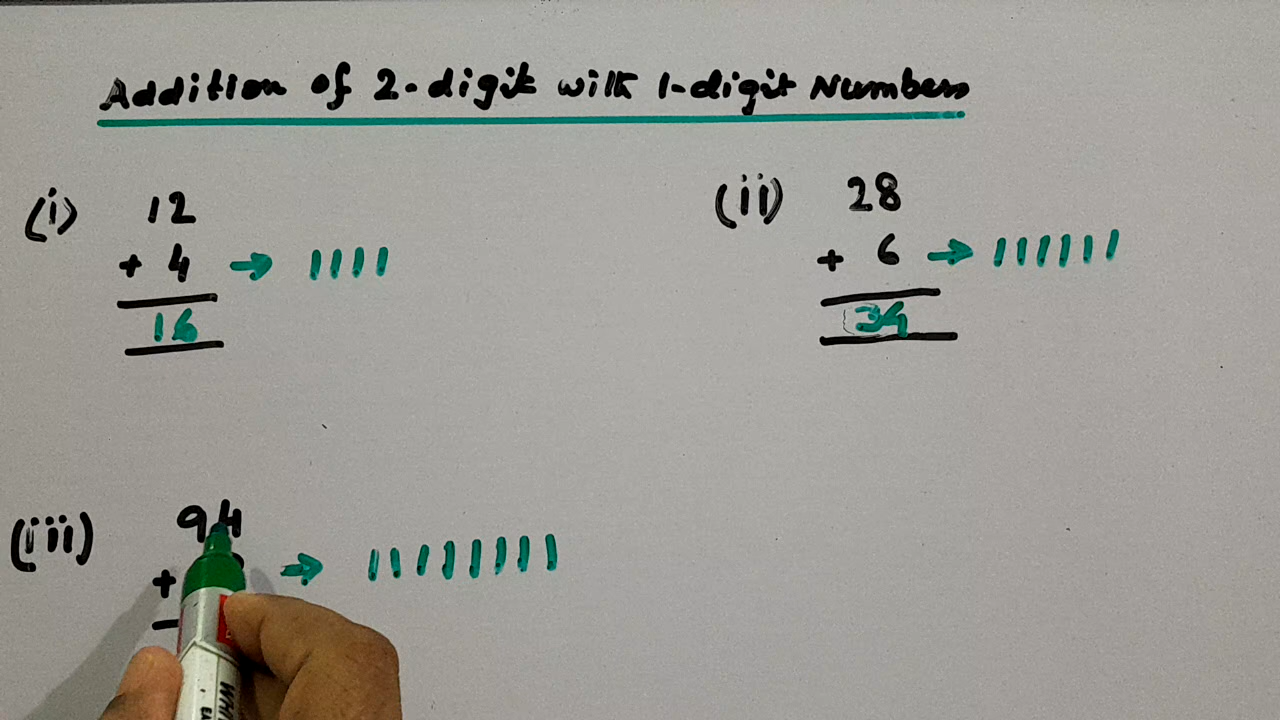 Addition of 2-digit with 1-digit Numbers
(i) 12
+ 4 → ||||
16
(ii) 28
+ 6 → ||||||
34
(iii) 94
+ → ||||||||